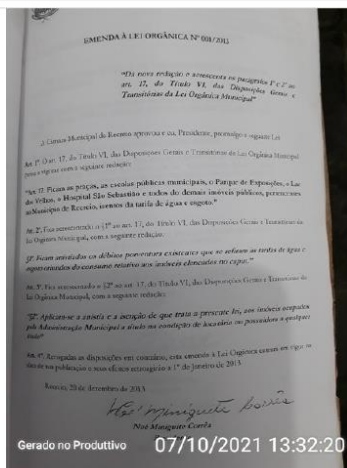 EMENDA À LEI ORGÂNICA Nº 001/2013
"Dá nova redação e acrescenta os parágrafos 1º e 2º ao
art. 17, do Título VI, das Disposições Gerais e
Transitórias da Lei Orgânica Municipal"
A Câmara Municipal de Resende aprovou e eu, Presidente, promulgo a seguinte Lei
Art. 1º. O art. 17, do Título VI, das Disposições Gerais e Transitórias da Lei Orgânica Municipal
passa a vigorar com a seguinte redação:
"Art. 17. Ficam as praças, as escolas públicas municipais, o Parque de Exposições, o Lar
dos Velhos, o Hospital São Sebastião e todos os demais imóveis públicos, pertencentes
ao Município de isentos da tarifa de água e esgoto."
Art. 2º. Fica acrescentado o §1º ao art. 17, do Título VI, das Disposições Gerais e Transitórias da
Lei Orgânica Municipal, com a seguinte redação:
"§1º. Ficam anistiados os débitos porventura existentes que se refiram às tarifas de água e
esgoto oriundos do consumo relativo aos imóveis elencados no caput."
Art. 3º. Fica acrescentado o §2º ao art. 17, do Título VI, das Disposições Gerais e Transitórias da
Lei Orgânica Municipal, com a seguinte redação:
"§2º. Aplicam-se a anistia e a isenção de que trata a presente lei, aos imóveis ocupados
pela Administração Municipal a título na condição de locatário ou possuidora a qualquer
título"
Art. 4º. Revogadas as disposições em contrário, esta emenda à Lei Orgânica entrará em vigor na
data de sua publicação e seus efeitos retroagirão a 1º de janeiro de 2013.
20 de dezembro de 2013
Noé Miniguete Corrêa
Noé Miniguete Corrêa
Gerado no Produttivo
07/10/2021 13:32:20